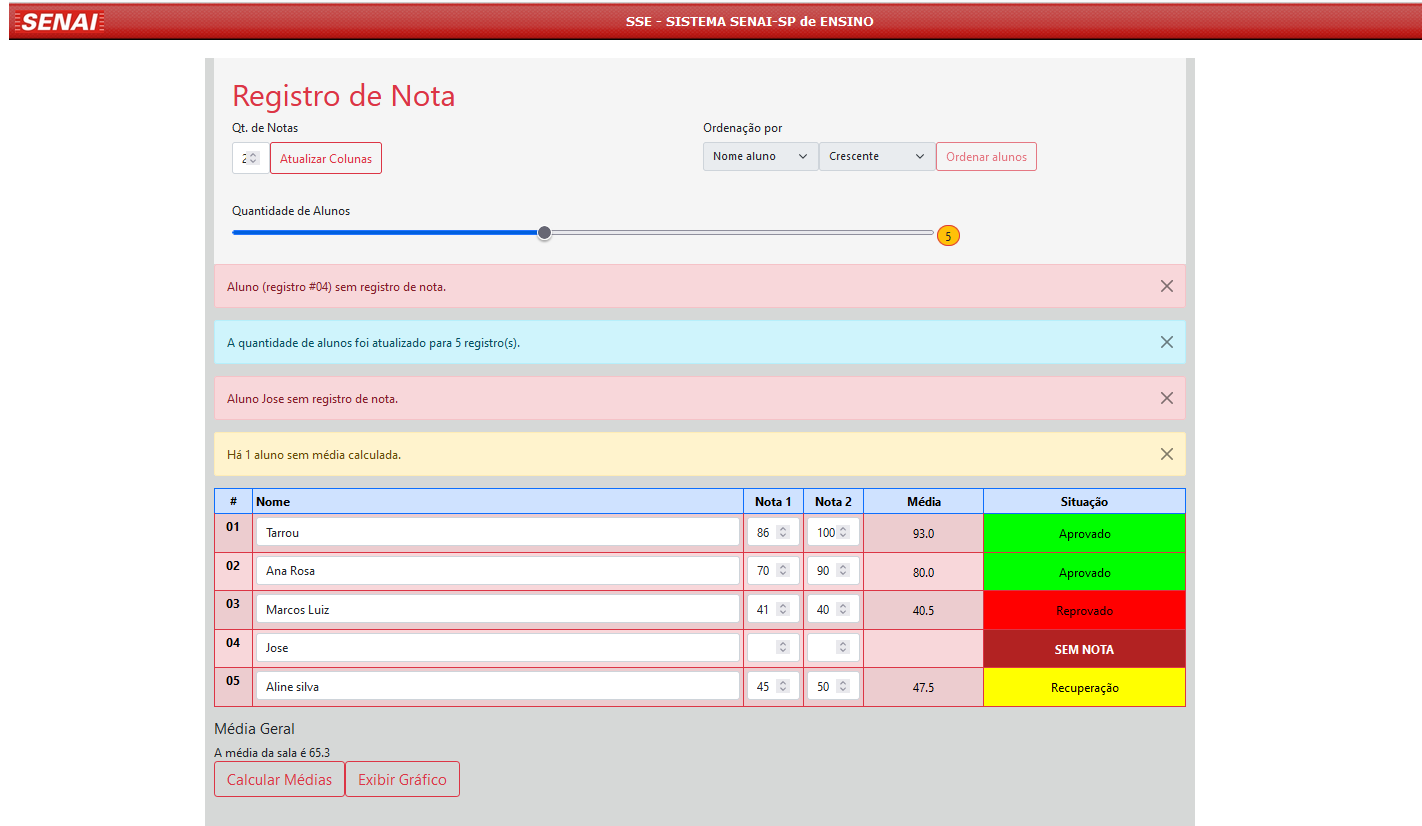 SENAI
SSE - SISTEMA SENAI-SP de ENSINO
Registro de Nota
Qt. de Notas
Ordenação por
2 Atualizar Colunas
Nome aluno Crescente Ordenar alunos
Quantidade de Alunos
5
Aluno (registro #04) sem registro de nota.
A quantidade de alunos foi atualizado para 5 registro(s).
Aluno Jose sem registro de nota.
Há 1 aluno sem média calculada.
# Nome Nota 1 Nota 2 Média Situação
01 Tarrou 86 100 93.0 Aprovado
02 Ana Rosa 70 90 80.0 Aprovado
03 Marcos Luiz 41 40 40.5 Reprovado
04 Jose SEM NOTA
05 Aline silva 45 50 47.5 Recuperação
Média Geral
A média da sala é 65.3
Calcular Médias Exibir Gráfico